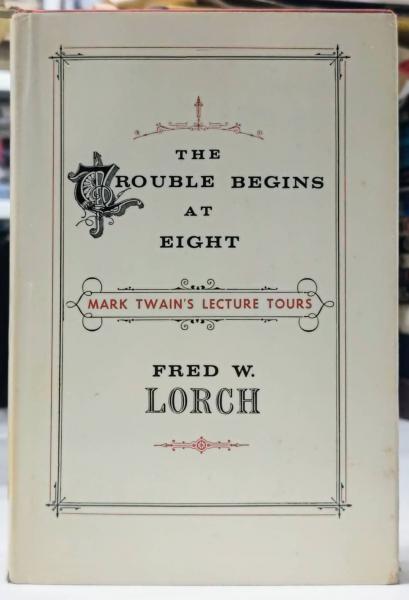 THE
TROUBLE BEGINS
AT
EIGHT
MARK TWAIN'S LECTURE TOURS
FRED W.
LORCH